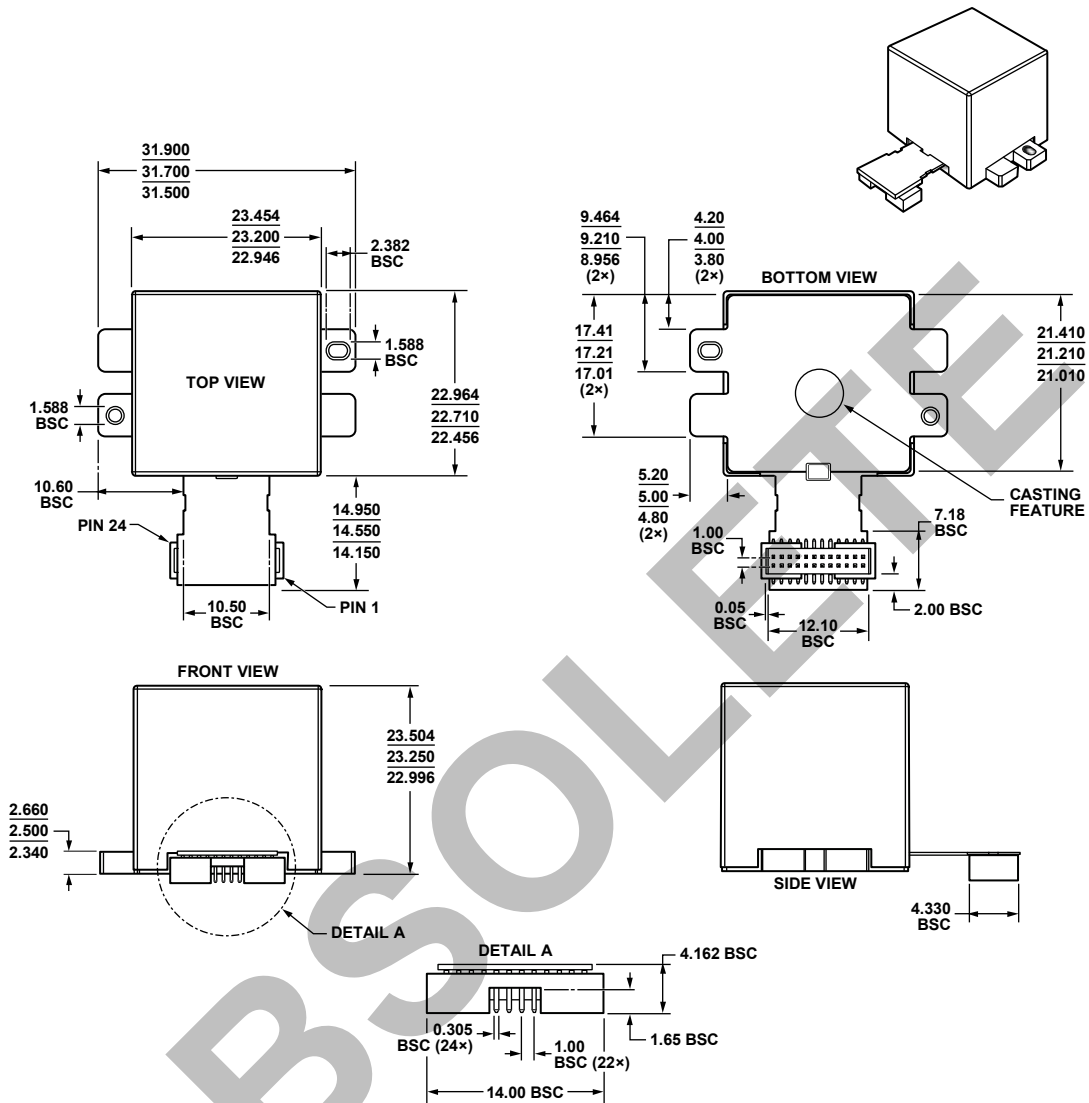 31.900
31.700
31.500
23.454
23.200
22.946
2.382
BSC
1.588
BSC
TOP VIEW
1.588
BSC
22.964
22.710
22.456
10.60
BSC
PIN 24
14.950
14.550
14.150
10.50
BSC
PIN 1
9.464
9.210
8.956
(2×)
4.20
4.00
3.80
(2×)
BOTTOM VIEW
17.41
17.21
17.01
(2×)
21.410
21.210
21.010
5.20
5.00
4.80
(2×)
CASTING
FEATURE
1.00
BSC
7.18
BSC
0.05
BSC
12.10
BSC
2.00 BSC
FRONT VIEW
23.504
23.250
22.996
2.660
2.500
2.340
DETAIL A
SIDE VIEW
4.330
BSC
DETAIL A
4.162 BSC
0.305
BSC (24×)
1.00
BSC (22×)
1.65 BSC
14.00 BSC
BSOLETE